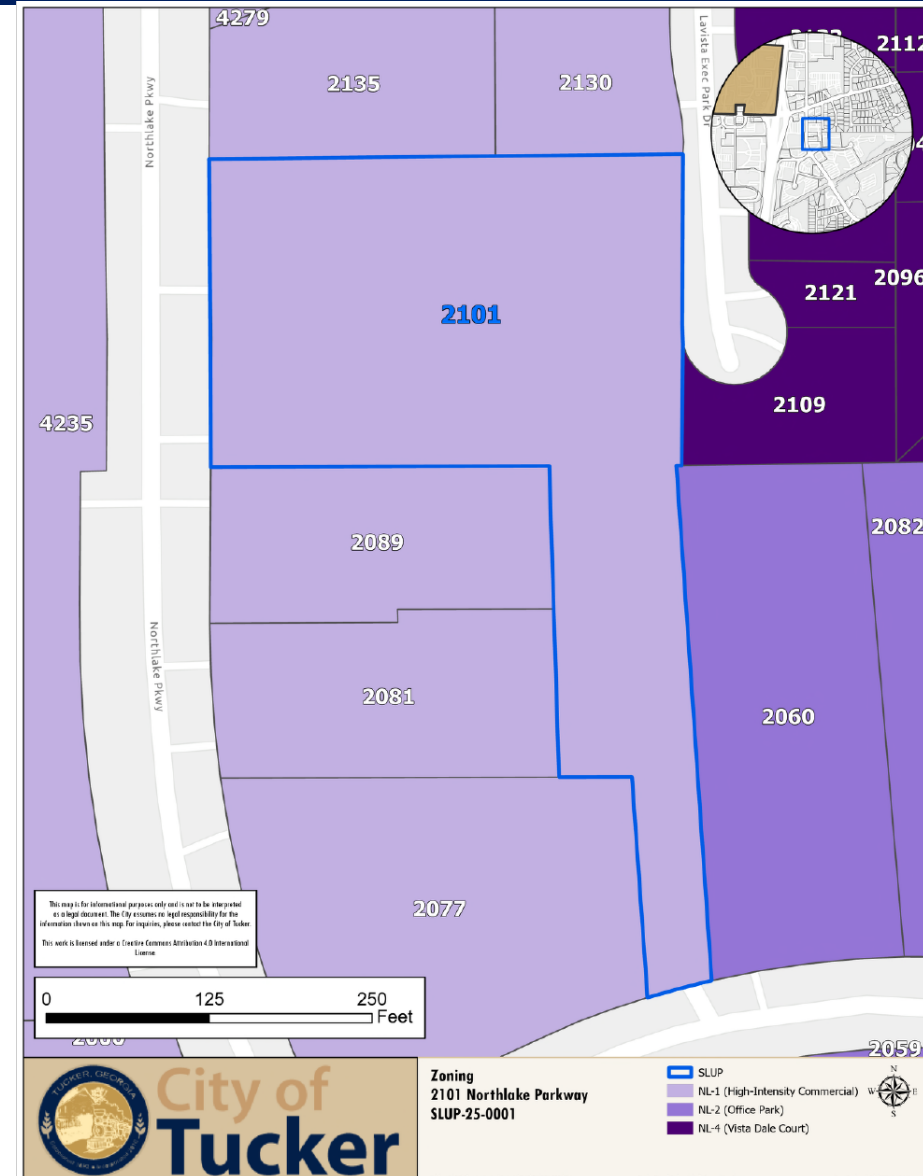 4279
2135
2130
Northlake Pkwy
Lavista Exec Park Dr
2112
2101
2121
2096
2109
4235
2089
2082
2081
2060
Northlake Pkwy
2077
This map is for informational purposes only and is not to be interpreted
as a legal document. The City assumes no legal responsibility for the
information shown on this map. For inquiries, please contact the City of Tucker.
This work is licensed under a Creative Commons Attribution 4.0 International
License
0 125 250
Feet
2059
TUCKER, GEORGIA
City of
Tucker
Zoning
2101 Northlake Parkway
SLUP-25-0001
SLUP
NL-1 (High-Intensity Commercial)
NL-2 (Office Park)
NL-4 (Vista Dale Court)
N
W E
S